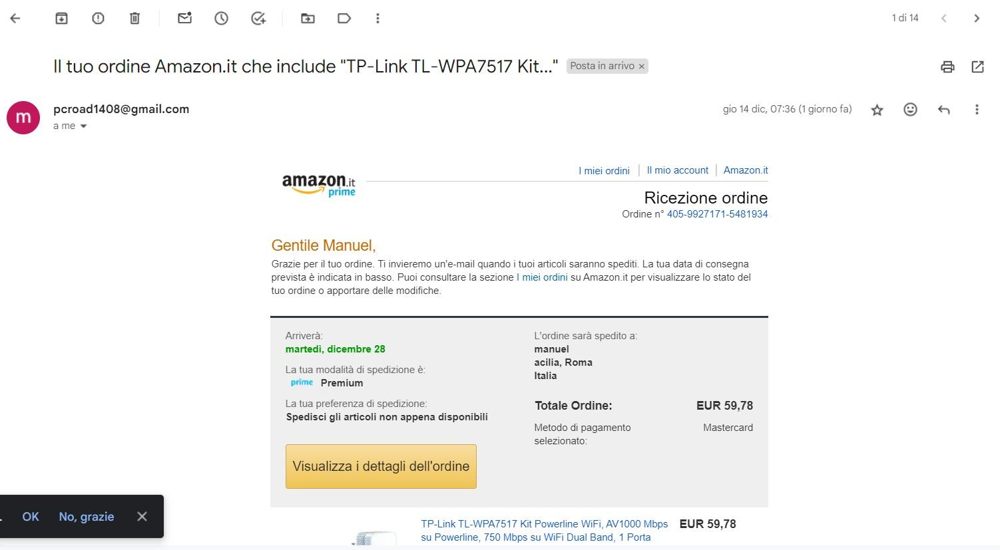 1 di 14
Il tuo ordine Amazon.it che include "TP-Link TL-WPA7517 Kit..." Posta in arrivo ×
m
pcroad1408@gmail.com
gio 14 dic, 07:36 (1 giorno fa)
a me
amazon.it
prime
I miei ordini Il mio account Amazon.it
Ricezione ordine
Ordine n° 405-9927171-5481934
Gentile Manuel,
Grazie per il tuo ordine. Ti invieremo un'e-mail quando i tuoi articoli saranno spediti. La tua data di consegna
prevista è indicata in basso. Puoi consultare la sezione I miei ordini su Amazon.it per visualizzare lo stato del
tuo ordine o apportare delle modifiche.
Arriverà:
martedì, dicembre 28
La tua modalità di spedizione è:
prime Premium
La tua preferenza di spedizione:
Spedisci gli articoli non appena disponibili
Visualizza i dettagli dell'ordine
L'ordine sarà spedito a:
manuel
acilia, Roma
Italia
Totale Ordine: EUR 59,78
Metodo di pagamento Mastercard
selezionato:
. OK No, grazie
TP-Link TL-WPA7517 Kit Powerline WiFi, AV1000 Mbps EUR 59,78
su Powerline, 750 Mbps su WiFi Dual Band, 1 Porta